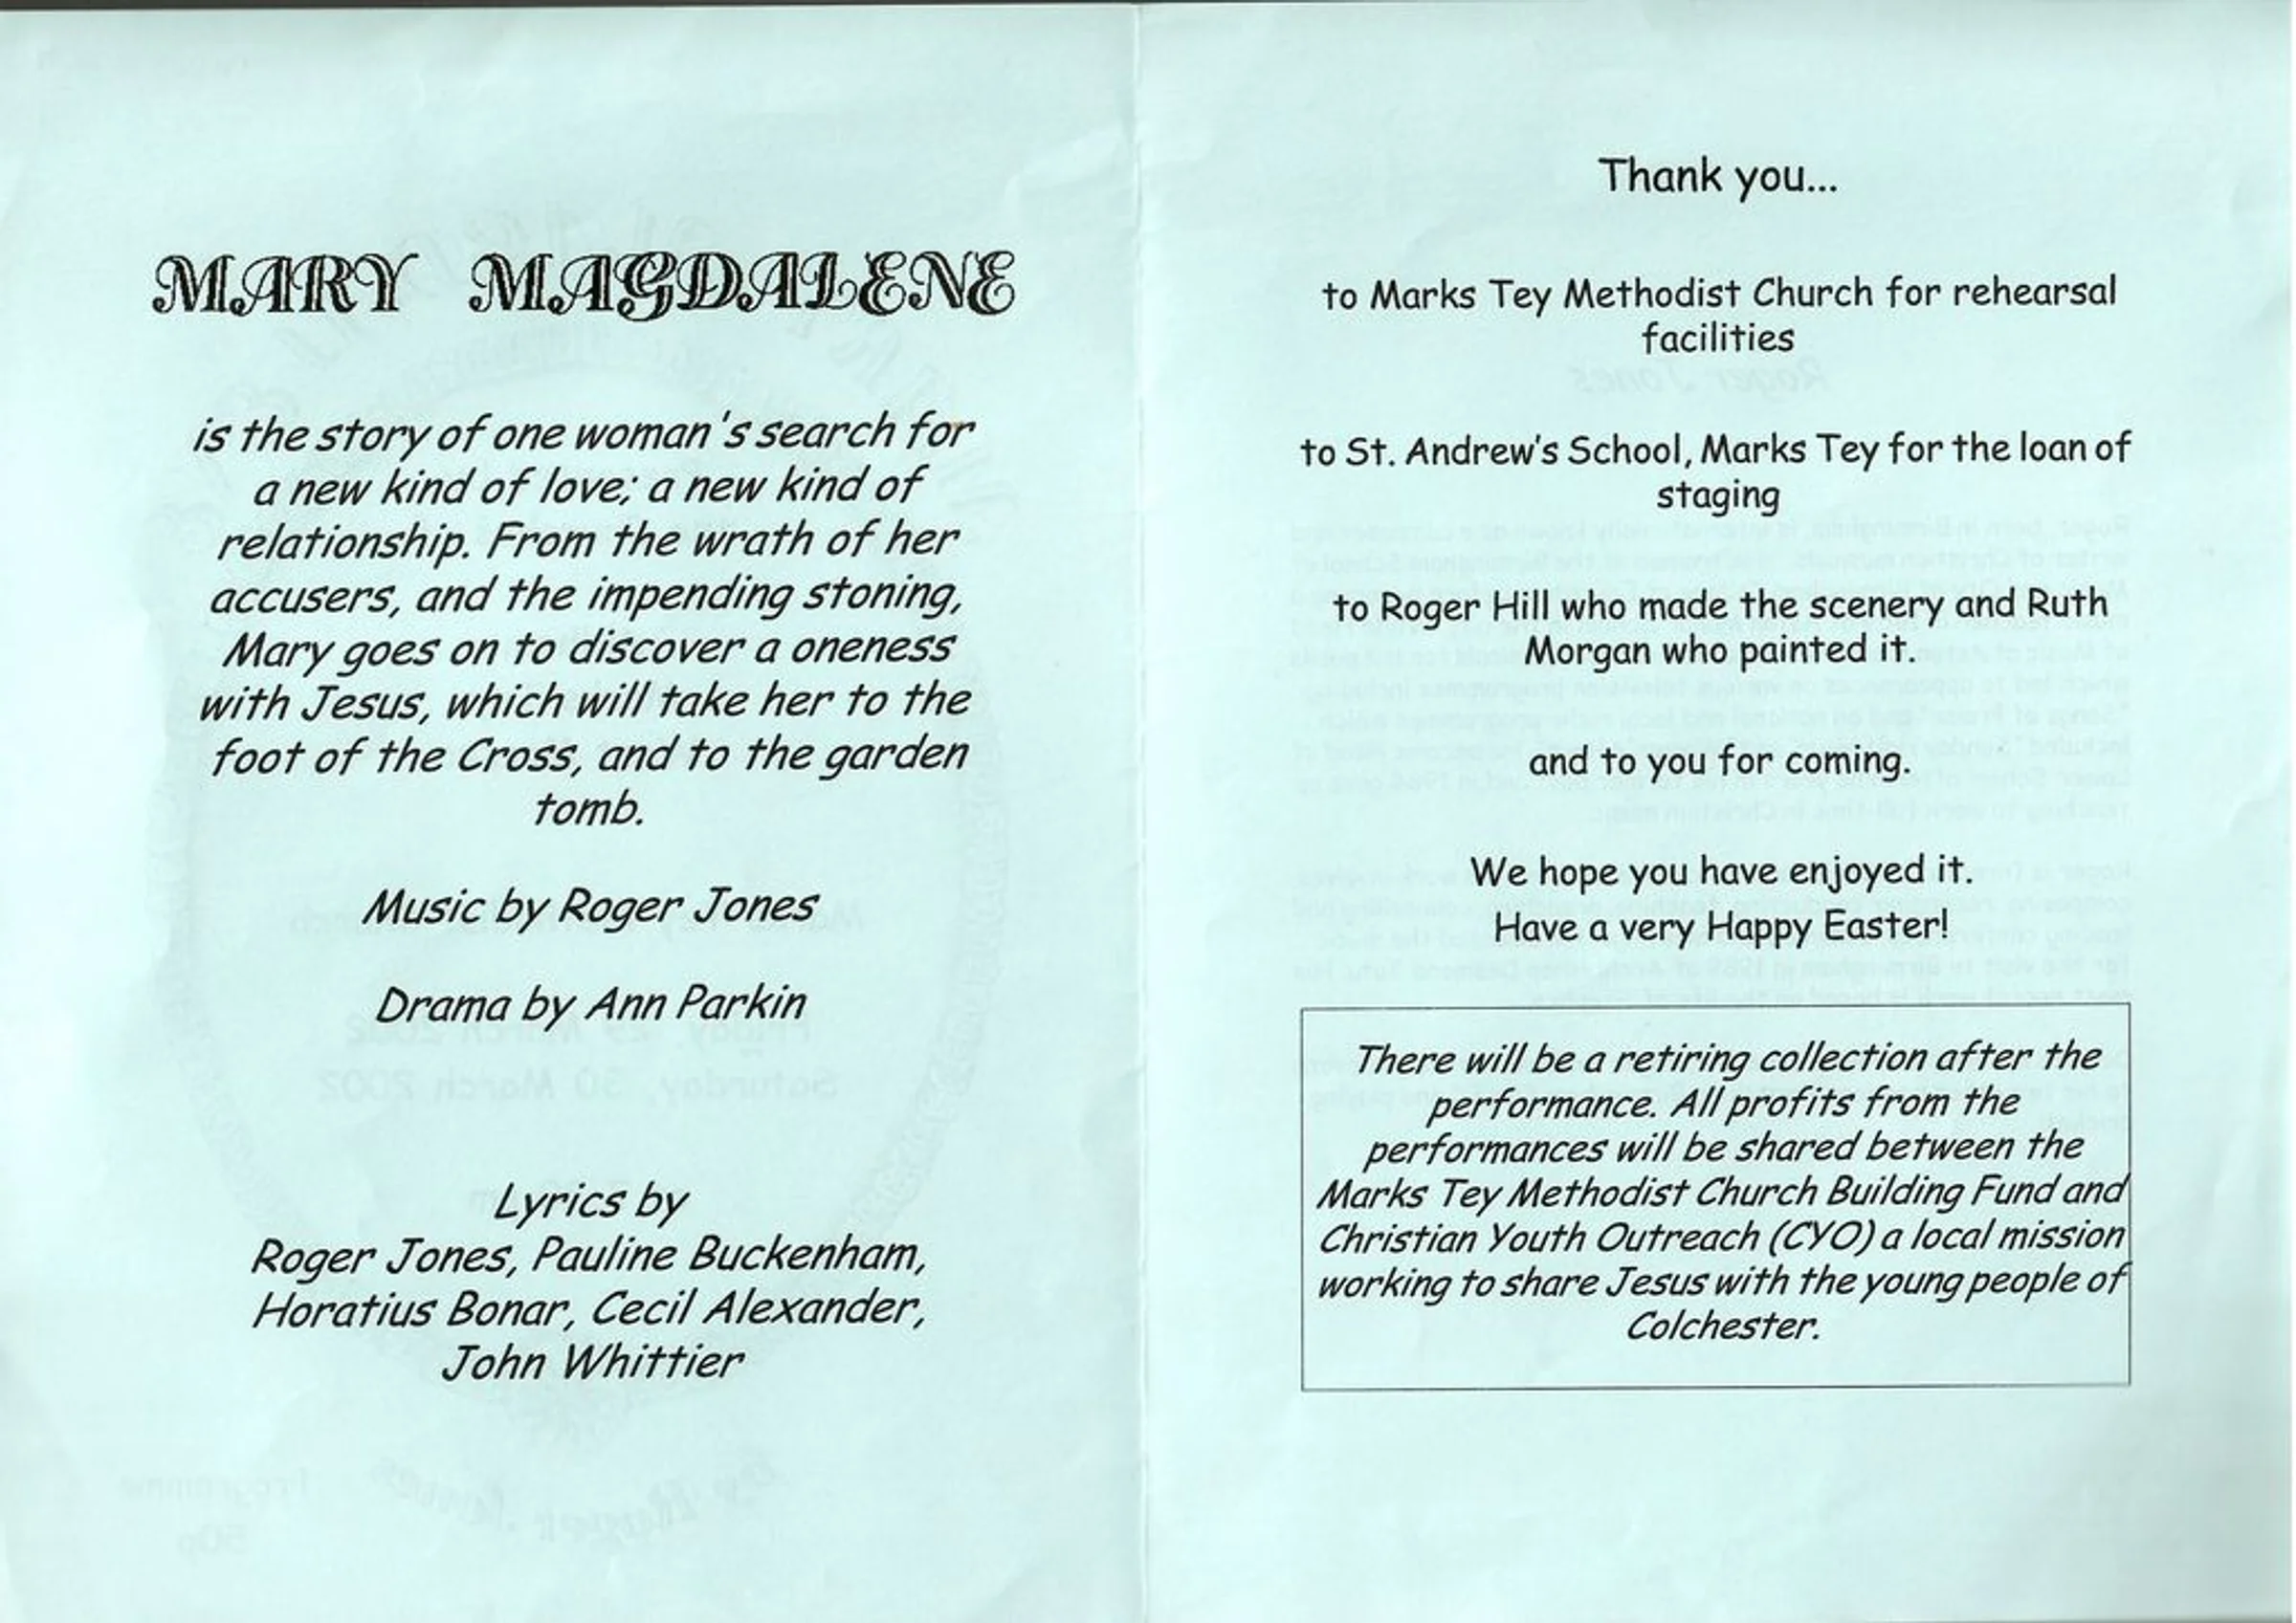 MARY MAGDALENE
is the story of one woman's search for
a new kind of love; a new kind of
relationship. From the wrath of her
accusers, and the impending stoning,
Mary goes on to discover a oneness
with Jesus, which will take her to the
foot of the Cross, and to the garden
tomb.
Music by Roger Jones
Drama by Ann Parkin
Lyrics by
Roger Jones, Pauline Buckenham,
Horatius Bonar, Cecil Alexander,
John Whittier
Thank you...
to Marks Tey Methodist Church for rehearsal
facilities
to St. Andrew's School, Marks Tey for the loan of
staging
to Roger Hill who made the scenery and Ruth
Morgan who painted it.
and to you for coming.
We hope you have enjoyed it.
Have a very Happy Easter!
There will be a retiring collection after the
performance. All profits from the
performances will be shared between the
Marks Tey Methodist Church Building Fund and
Christian Youth Outreach (CYO) a local mission
working to share Jesus with the young people of
Colchester.